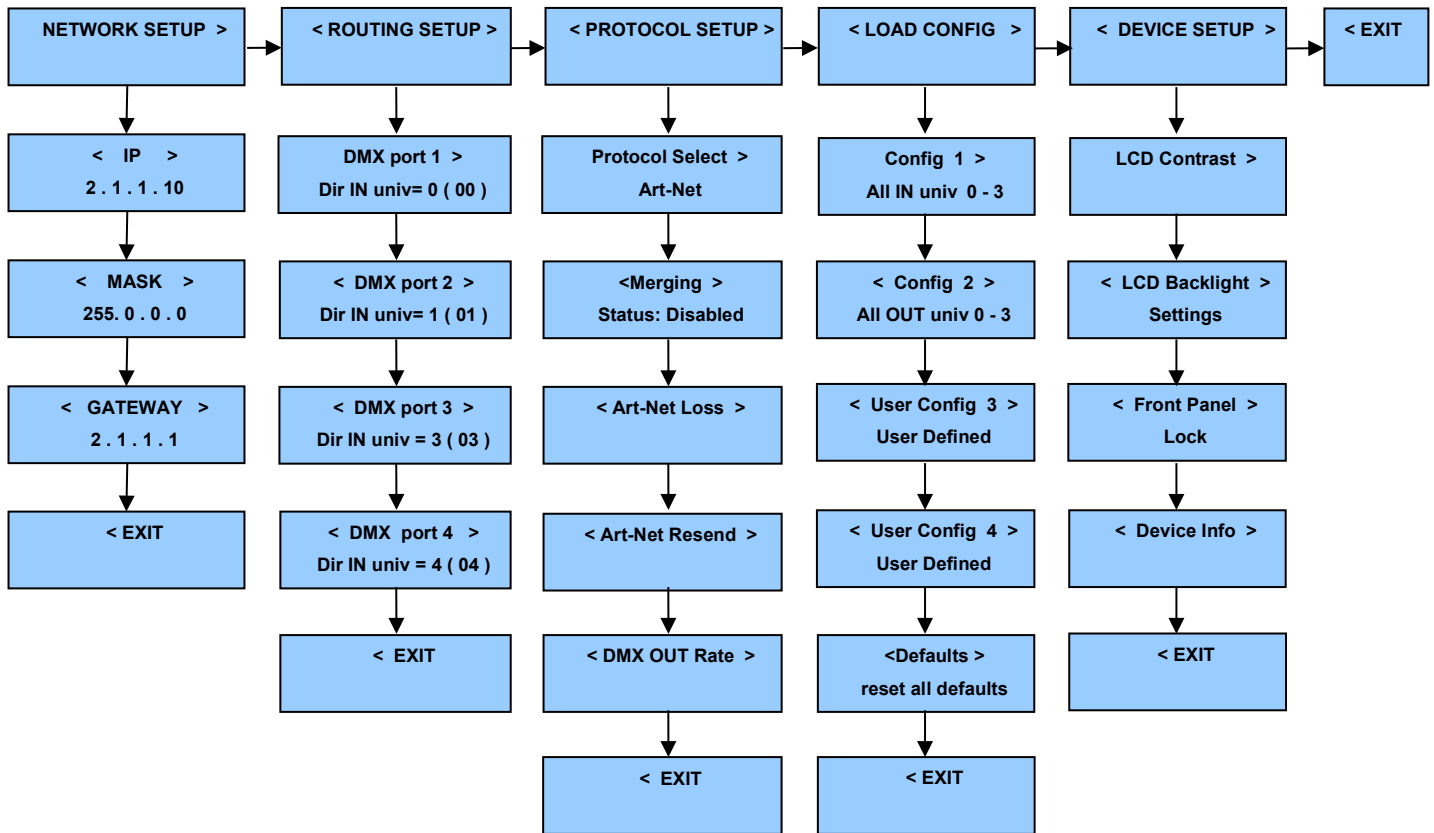 NETWORK SETUP >
< ROUTING SETUP >
< PROTOCOL SETUP >
< LOAD CONFIG >
< DEVICE SETUP >
< EXIT
< IP >
2 . 1 . 1 . 10
< MASK >
255. 0 . 0 . 0
< GATEWAY >
2 . 1 . 1 . 1
< EXIT
DMX port 1 >
Dir IN univ= 0 ( 00 )
< DMX port 2 >
Dir IN univ= 1 ( 01 )
< DMX port 3 >
Dir IN univ = 3 ( 03 )
< DMX port 4 >
Dir IN univ = 4 ( 04 )
< EXIT
Protocol Select >
Art-Net
<Merging >
Status: Disabled
< Art-Net Loss >
< Art-Net Resend >
< DMX OUT Rate >
< EXIT
Config 1 >
All IN univ 0 - 3
< Config 2 >
All OUT univ 0 - 3
< User Config 3 >
User Defined
< User Config 4 >
User Defined
<Defaults >
reset all defaults
< EXIT
LCD Contrast >
< LCD Backlight >
Settings
< Front Panel >
Lock
< Device Info >
< EXIT